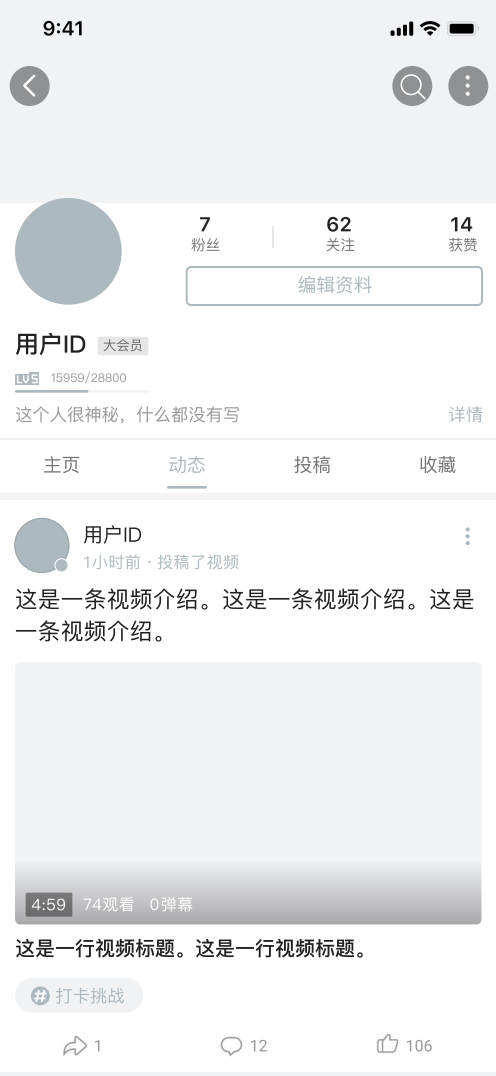 9:41
7
粉丝
62
关注
14
获赞
编辑资料
用户ID 大会员
LV5 15959/28800
这个人很神秘，什么都没有写 详情
主页 动态 投稿 收藏
用户ID
1小时前 · 投稿了视频
这是一条视频介绍。这是一条视频介绍。这是
一条视频介绍。
4:59 74观看 0弹幕
这是一行视频标题。这是一行视频标题。
# 打卡挑战
1 12 106